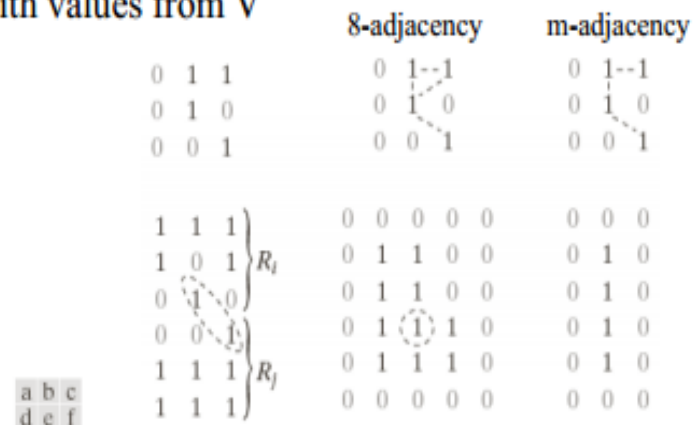 ith values from V
8-adjacency m-adjacency
0 1 1 0 1--1 0 1--1
0 1 0 0 1 0 0 1 0
0 0 1 0 0 1 0 0 1
1 1 1 0 0 0 0 0 0 0 0
1 0 1 Ri 0 1 1 0 0 0 1 0
0 1 0 0 1 1 0 0 0 1 0
0 0 1 0 1 1 1 0 0 1 0
1 1 1 Rj 0 1 1 1 0 0 1 0
1 1 1 0 0 0 0 0 0 0 0
a b c
d e f